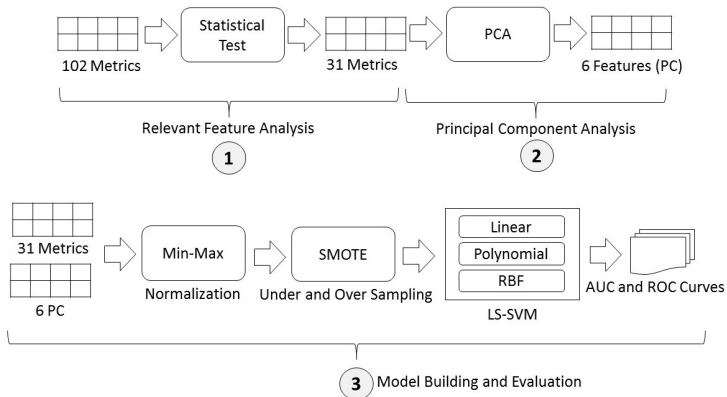 Statistical
Test
PCA
102 Metrics
31 Metrics
6 Features (PC)
Relevant Feature Analysis
Principal Component Analysis
1
2
31 Metrics
6 PC
Min-Max
Normalization
SMOTE
Under and Over Sampling
Linear
Polynomial
RBF
LS-SVM
AUC and ROC Curves
3 Model Building and Evaluation